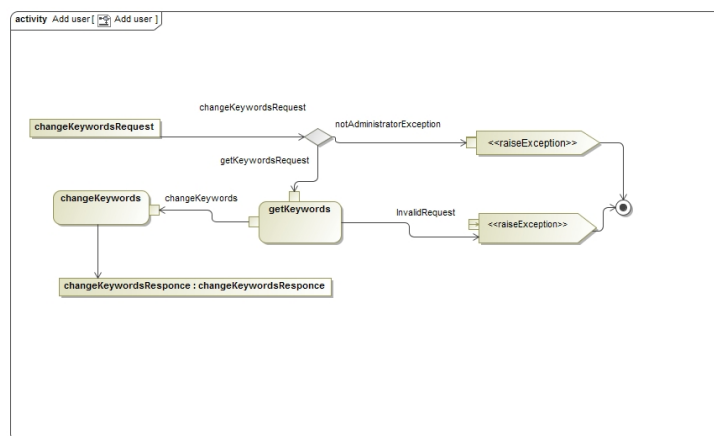 activity Add user [ Add user ]
changeKeywordsRequest
notAdministratorException
changeKeywordsRequest
<<raiseException>>
getKeywordsRequest
changeKeywords
changeKeywords
getKeywords
InvalidRequest
<<raiseException>>
changeKeywordsResponce : changeKeywordsResponce